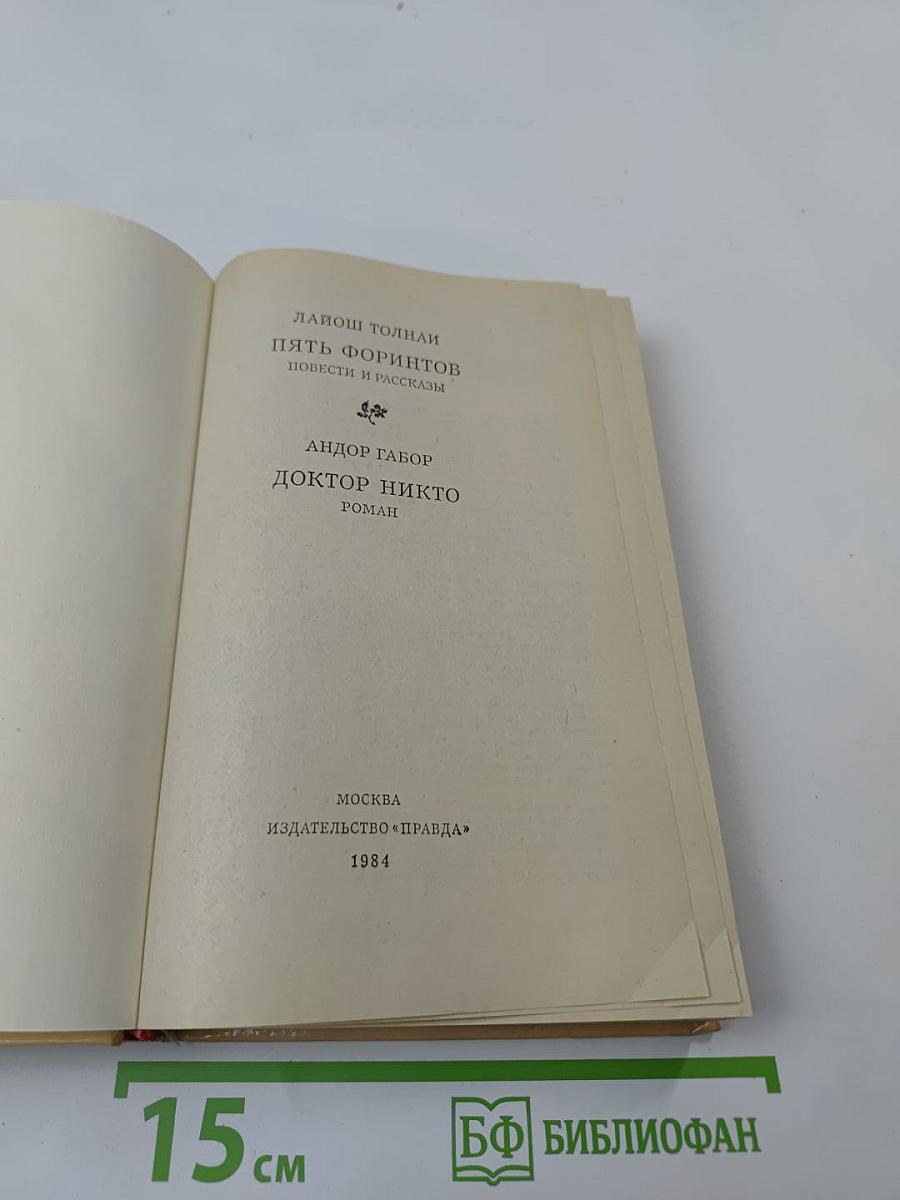 ЛАЙОШ ТОЛНАИ
ПЯТЬ ФОРИНТОВ
ПОВЕСТИ И РАССКАЗЫ
АНДОР ГАБОР
ДОКТОР НИКТО
РОМАН
МОСКВА
ИЗДАТЕЛЬСТВО «ПРАВДА»
1984
15 см
БФ БИБЛИОФАН